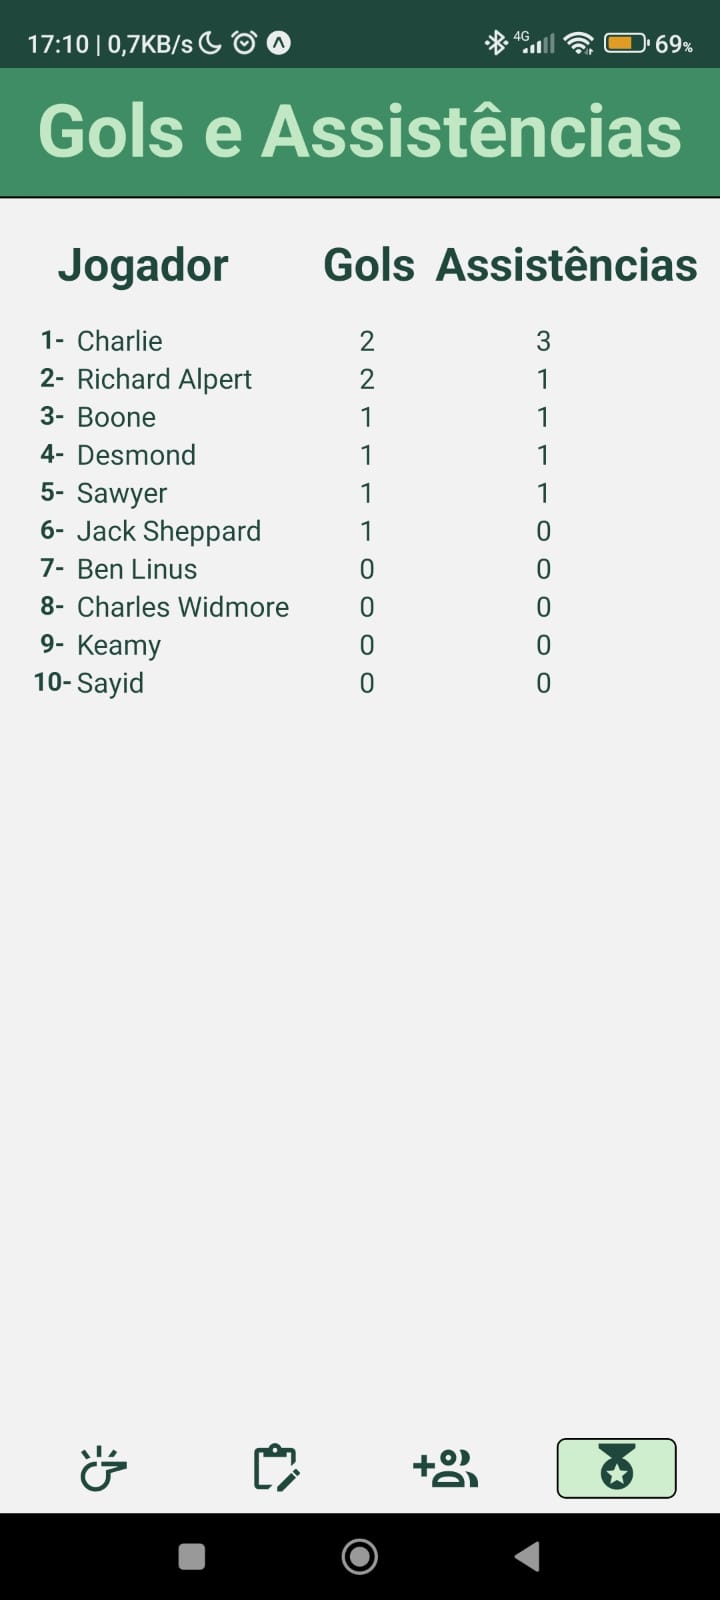 17:10 | 0,7KB/s 4G 69%
Gols e Assistências
Jogador Gols Assistências
1- Charlie 2 3
2- Richard Alpert 2 1
3- Boone 1 1
4- Desmond 1 1
5- Sawyer 1 1
6- Jack Sheppard 1 0
7- Ben Linus 0 0
8- Charles Widmore 0 0
9- Keamy 0 0
10- Sayid 0 0